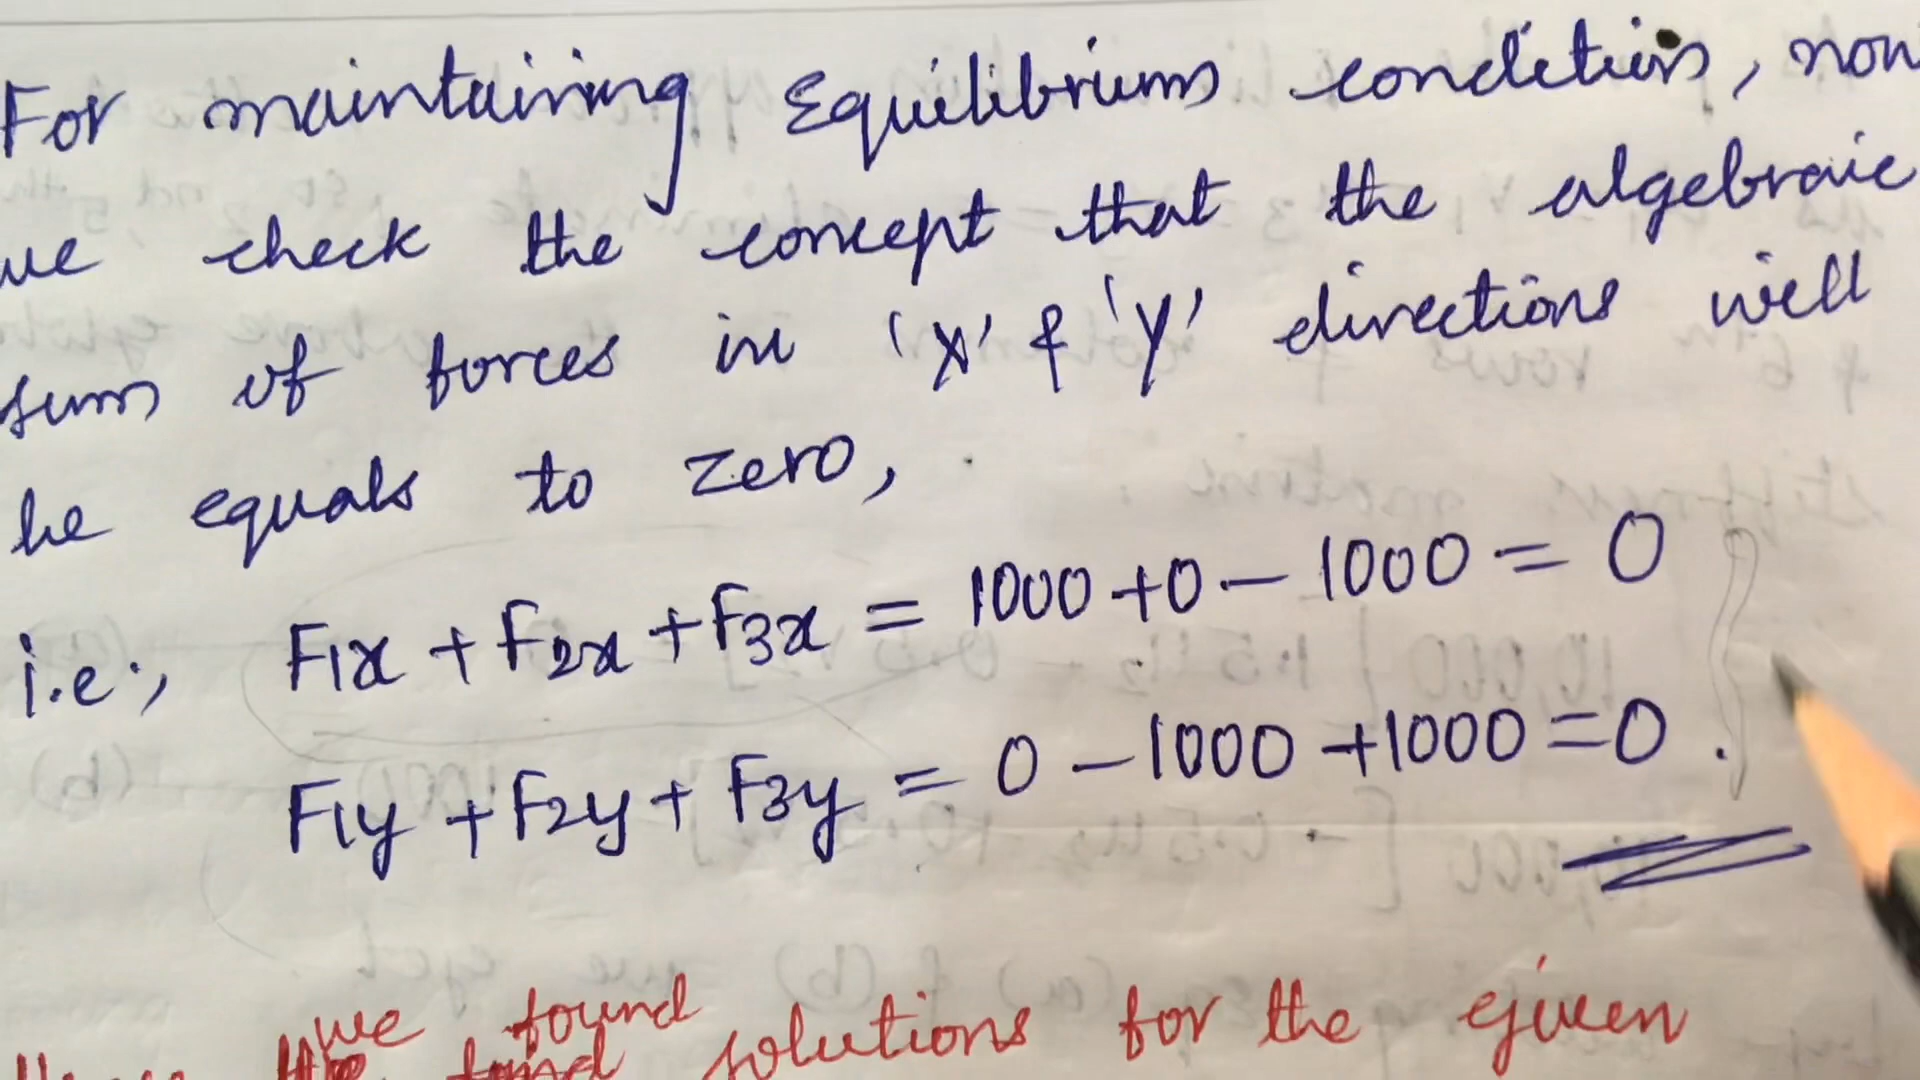 For maintaining Equilibrium condition, now
we check the concept that the algebraic
sum of forces in 'X' & 'Y' directions will
be equals to zero,
i.e., F1x + F2x + F3x = 1000 + 0 - 1000 = 0
F1y + F2y + F3y = 0 - 1000 + 1000 = 0.
we found
solutions for the given